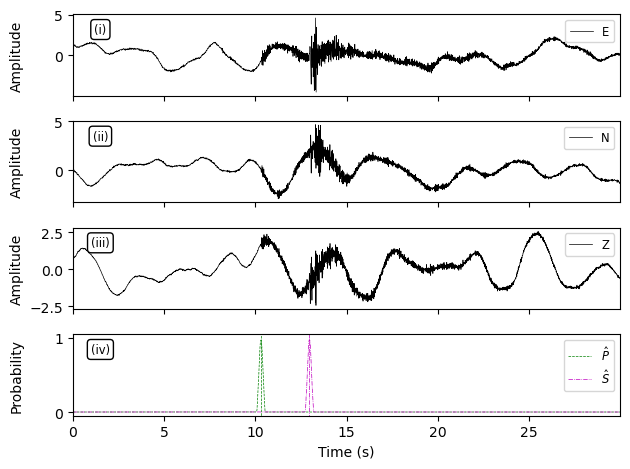 5
Amplitude
(i)
E
0
5
Amplitude
(ii)
N
0
2.5
Amplitude
(iii)
Z
0.0
−2.5
1
Probability
(iv)
P̂
Ŝ
0
0 5 10 15 20 25
Time (s)